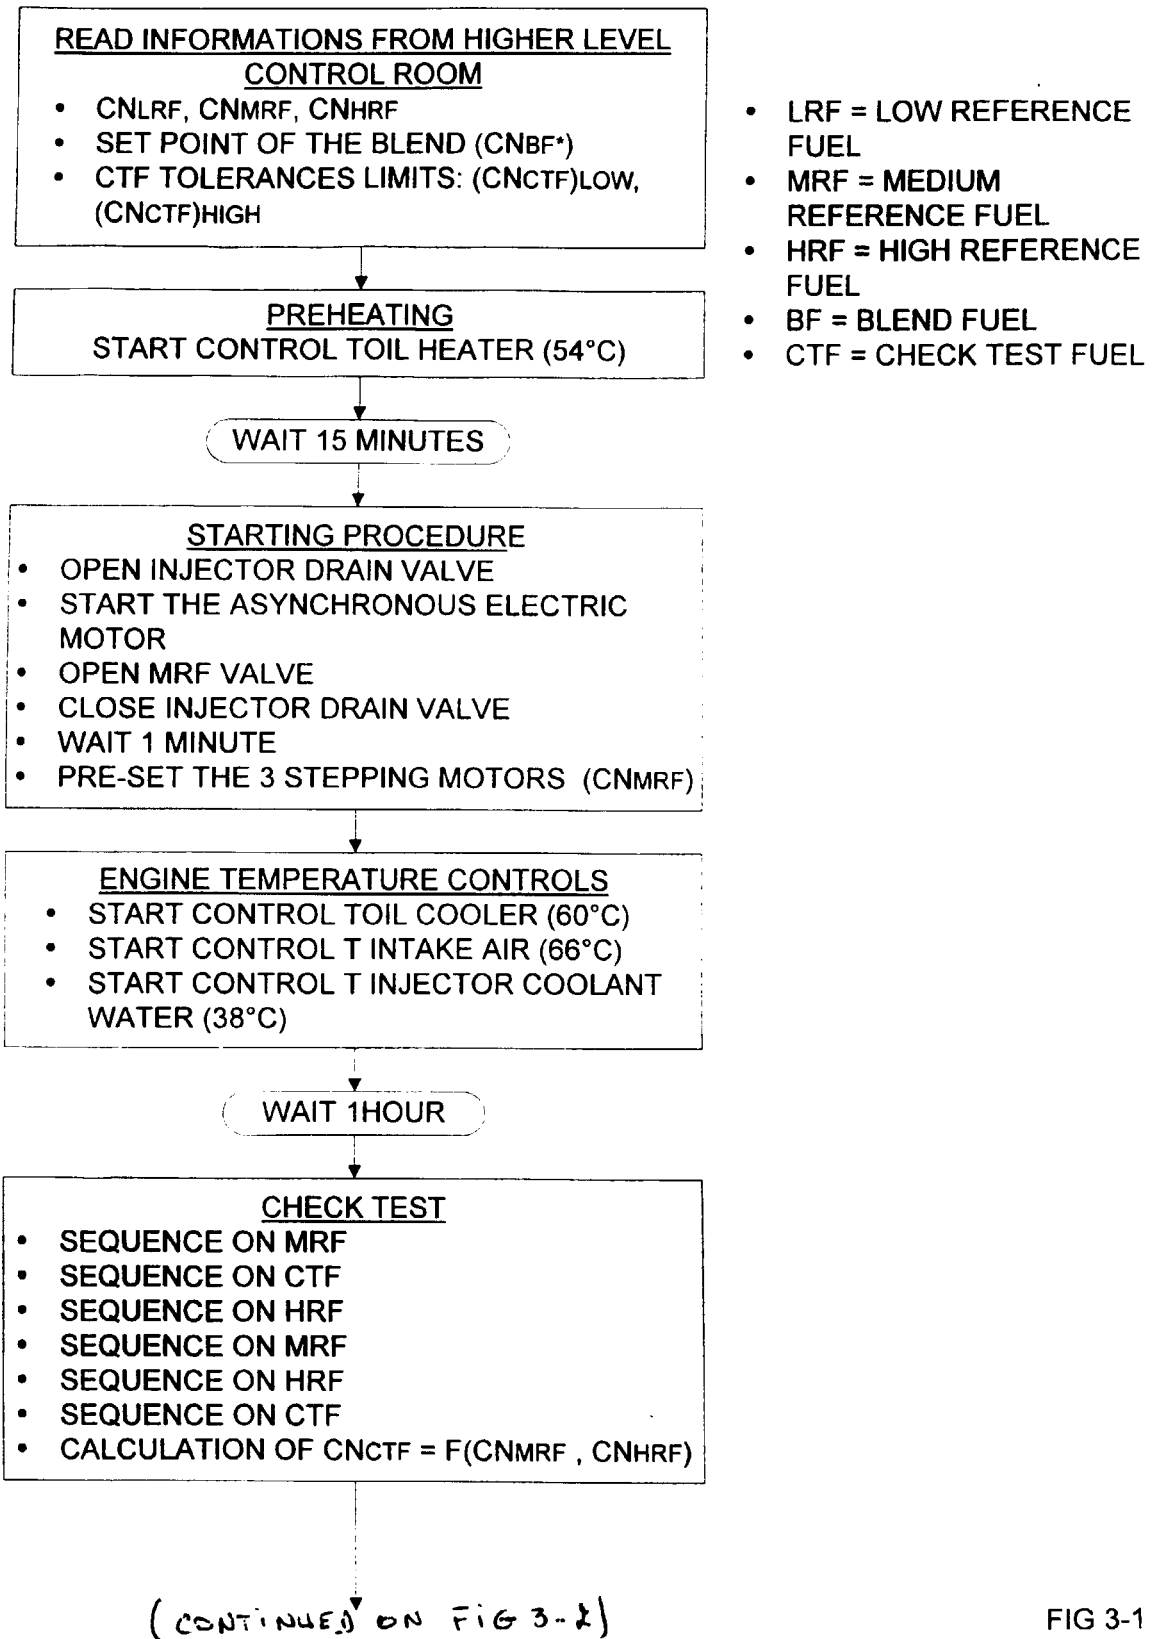 READ INFORMATIONS FROM HIGHER LEVEL
CONTROL ROOM
• CNLRF, CNMRF, CNHRF
• SET POINT OF THE BLEND (CNBF*)
• CTF TOLERANCES LIMITS: (CNCTF)LOW,
(CNCTF)HIGH
• LRF = LOW REFERENCE
FUEL
• MRF = MEDIUM
REFERENCE FUEL
• HRF = HIGH REFERENCE
FUEL
• BF = BLEND FUEL
• CTF = CHECK TEST FUEL
PREHEATING
START CONTROL TOIL HEATER (54°C)
WAIT 15 MINUTES
STARTING PROCEDURE
• OPEN INJECTOR DRAIN VALVE
• START THE ASYNCHRONOUS ELECTRIC
MOTOR
• OPEN MRF VALVE
• CLOSE INJECTOR DRAIN VALVE
• WAIT 1 MINUTE
• PRE-SET THE 3 STEPPING MOTORS (CNMRF)
ENGINE TEMPERATURE CONTROLS
• START CONTROL TOIL COOLER (60°C)
• START CONTROL T INTAKE AIR (66°C)
• START CONTROL T INJECTOR COOLANT
WATER (38°C)
WAIT 1HOUR
CHECK TEST
• SEQUENCE ON MRF
• SEQUENCE ON CTF
• SEQUENCE ON HRF
• SEQUENCE ON MRF
• SEQUENCE ON HRF
• SEQUENCE ON CTF
• CALCULATION OF CNCTF = F(CNMRF , CNHRF)
(CONTINUED ON FIG 3-2)
FIG 3-1